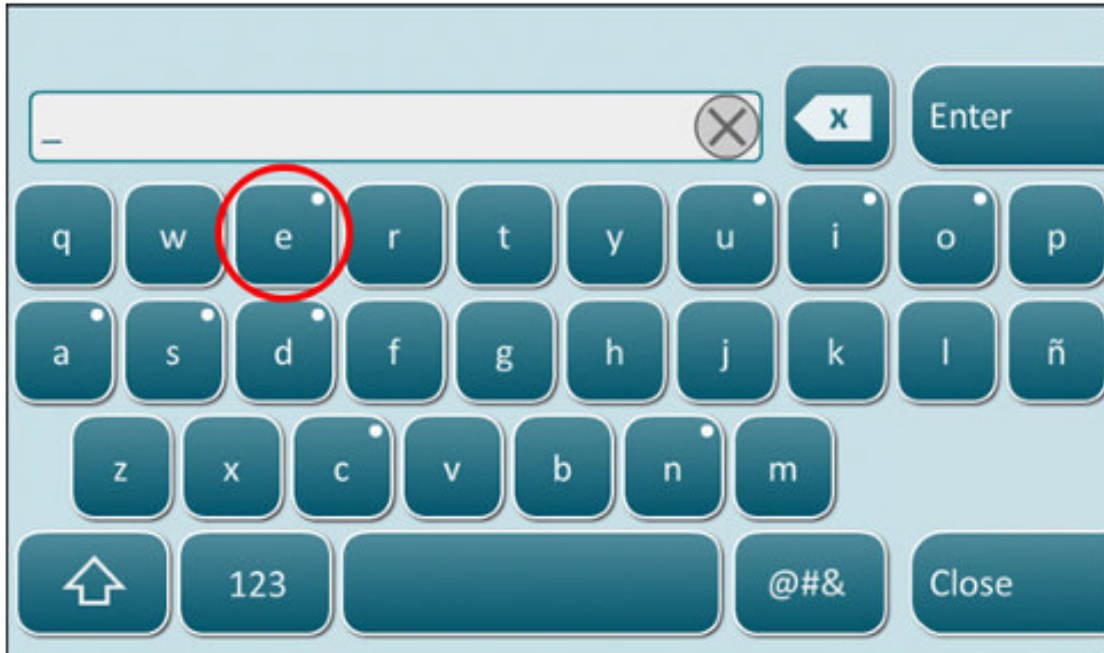 _
x Enter
q w e r t y u i o p
a s d f g h j k l ñ
z x c v b n m
123 @#& Close